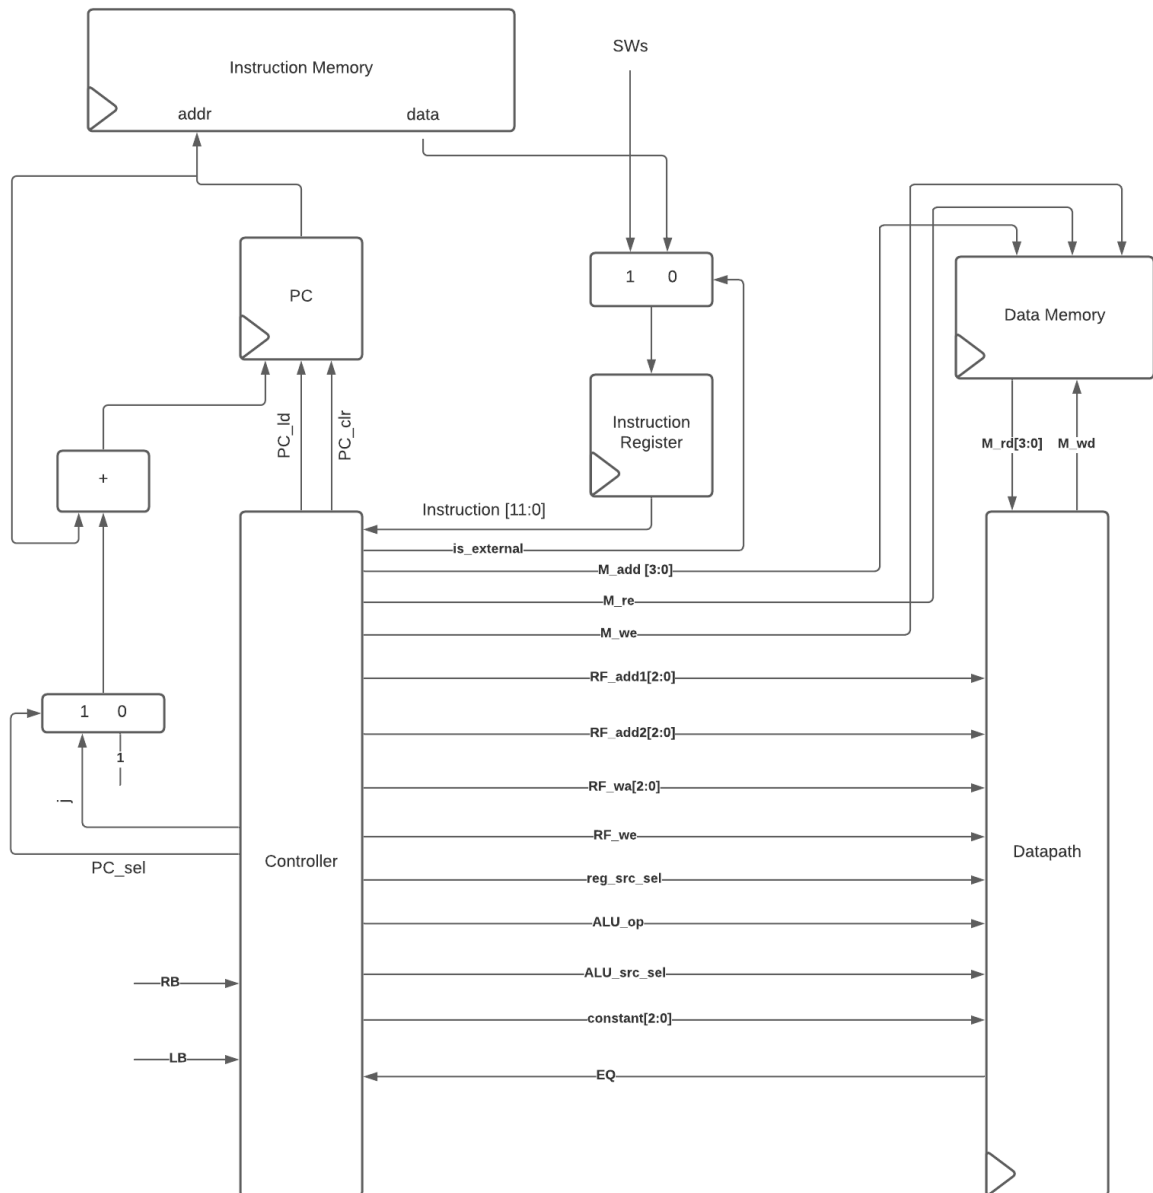 SWs
Instruction Memory
addr
data
1 0
PC
Data Memory
Instruction
Register
PC_ld
PC_clr
M_rd[3:0]
M_wd
+
Instruction [11:0]
is_external
M_add [3:0]
M_re
M_we
RF_add1[2:0]
1 0
RF_add2[2:0]
1
RF_wa[2:0]
j
RF_we
Controller
Datapath
PC_sel
reg_src_sel
ALU_op
ALU_src_sel
RB
constant[2:0]
LB
EQ